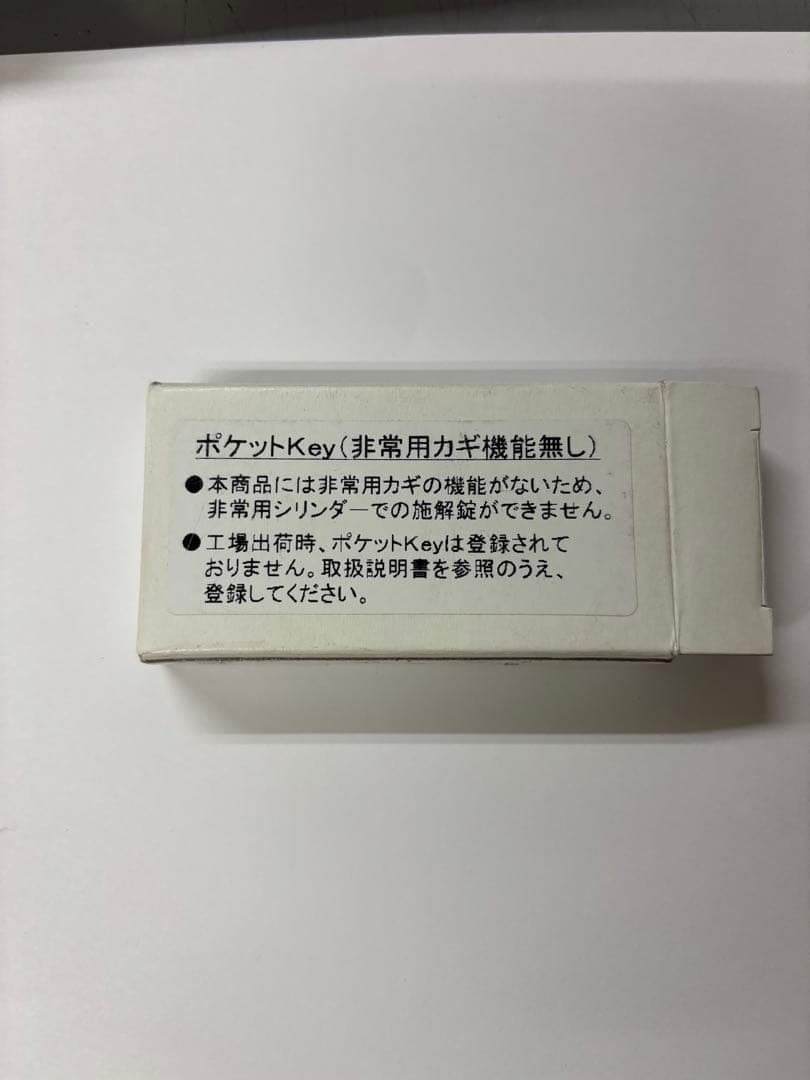 ポケットKey(非常用カギ機能無し)
●本商品には非常用カギの機能がないため、
非常用シリンダーでの施解錠ができません。
●工場出荷時、ポケットKeyは登録されて
おりません。取扱説明書を参照のうえ、
登録してください。